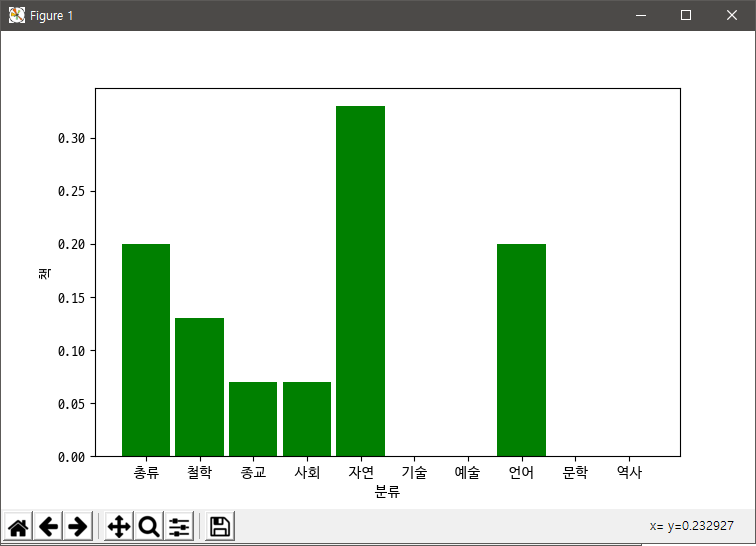 Figure 1
책
0.30
0.25
0.20
0.15
0.10
0.05
0.00
총류 철학 종교 사회 자연 기술 예술 언어 문학 역사
분류
x= y=0.232927